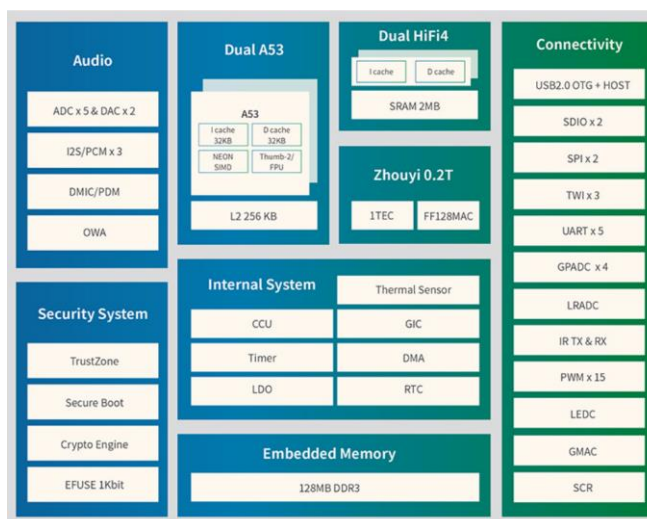 Audio
ADC x 5 & DAC x 2
I2S/PCM x 3
DMIC/PDM
OWA
Security System
TrustZone
Secure Boot
Crypto Engine
EFUSE 1Kbit
Dual A53
A53
I cache
32KB
D cache
32KB
NEON
SIMD
Thumb-2/
FPU
L2 256 KB
Dual HiFi4
I cache
D cache
SRAM 2MB
Zhouyi 0.2T
1TEC
FF128MAC
Internal System
Thermal Sensor
CCU
GIC
Timer
DMA
LDO
RTC
Embedded Memory
128MB DDR3
Connectivity
USB2.0 OTG + HOST
SDIO x 2
SPI x 2
TWI x 3
UART x 5
GPADC x 4
LRADC
IR TX & RX
PWM x 15
LEDC
GMAC
SCR